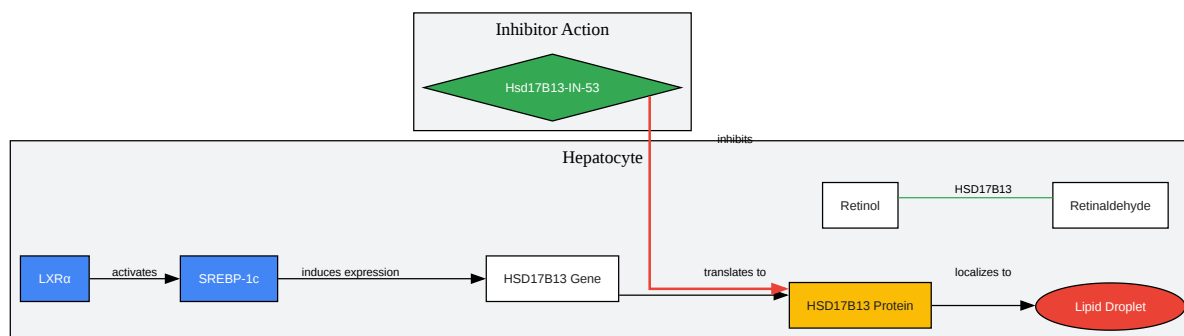 Inhibitor Action
Hsd17B13-IN-53
inhibits
Hepatocyte
Retinol
HSD17B13
Retinaldehyde
LXRα
activates
SREBP-1c
induces expression
HSD17B13 Gene
translates to
HSD17B13 Protein
localizes to
Lipid Droplet